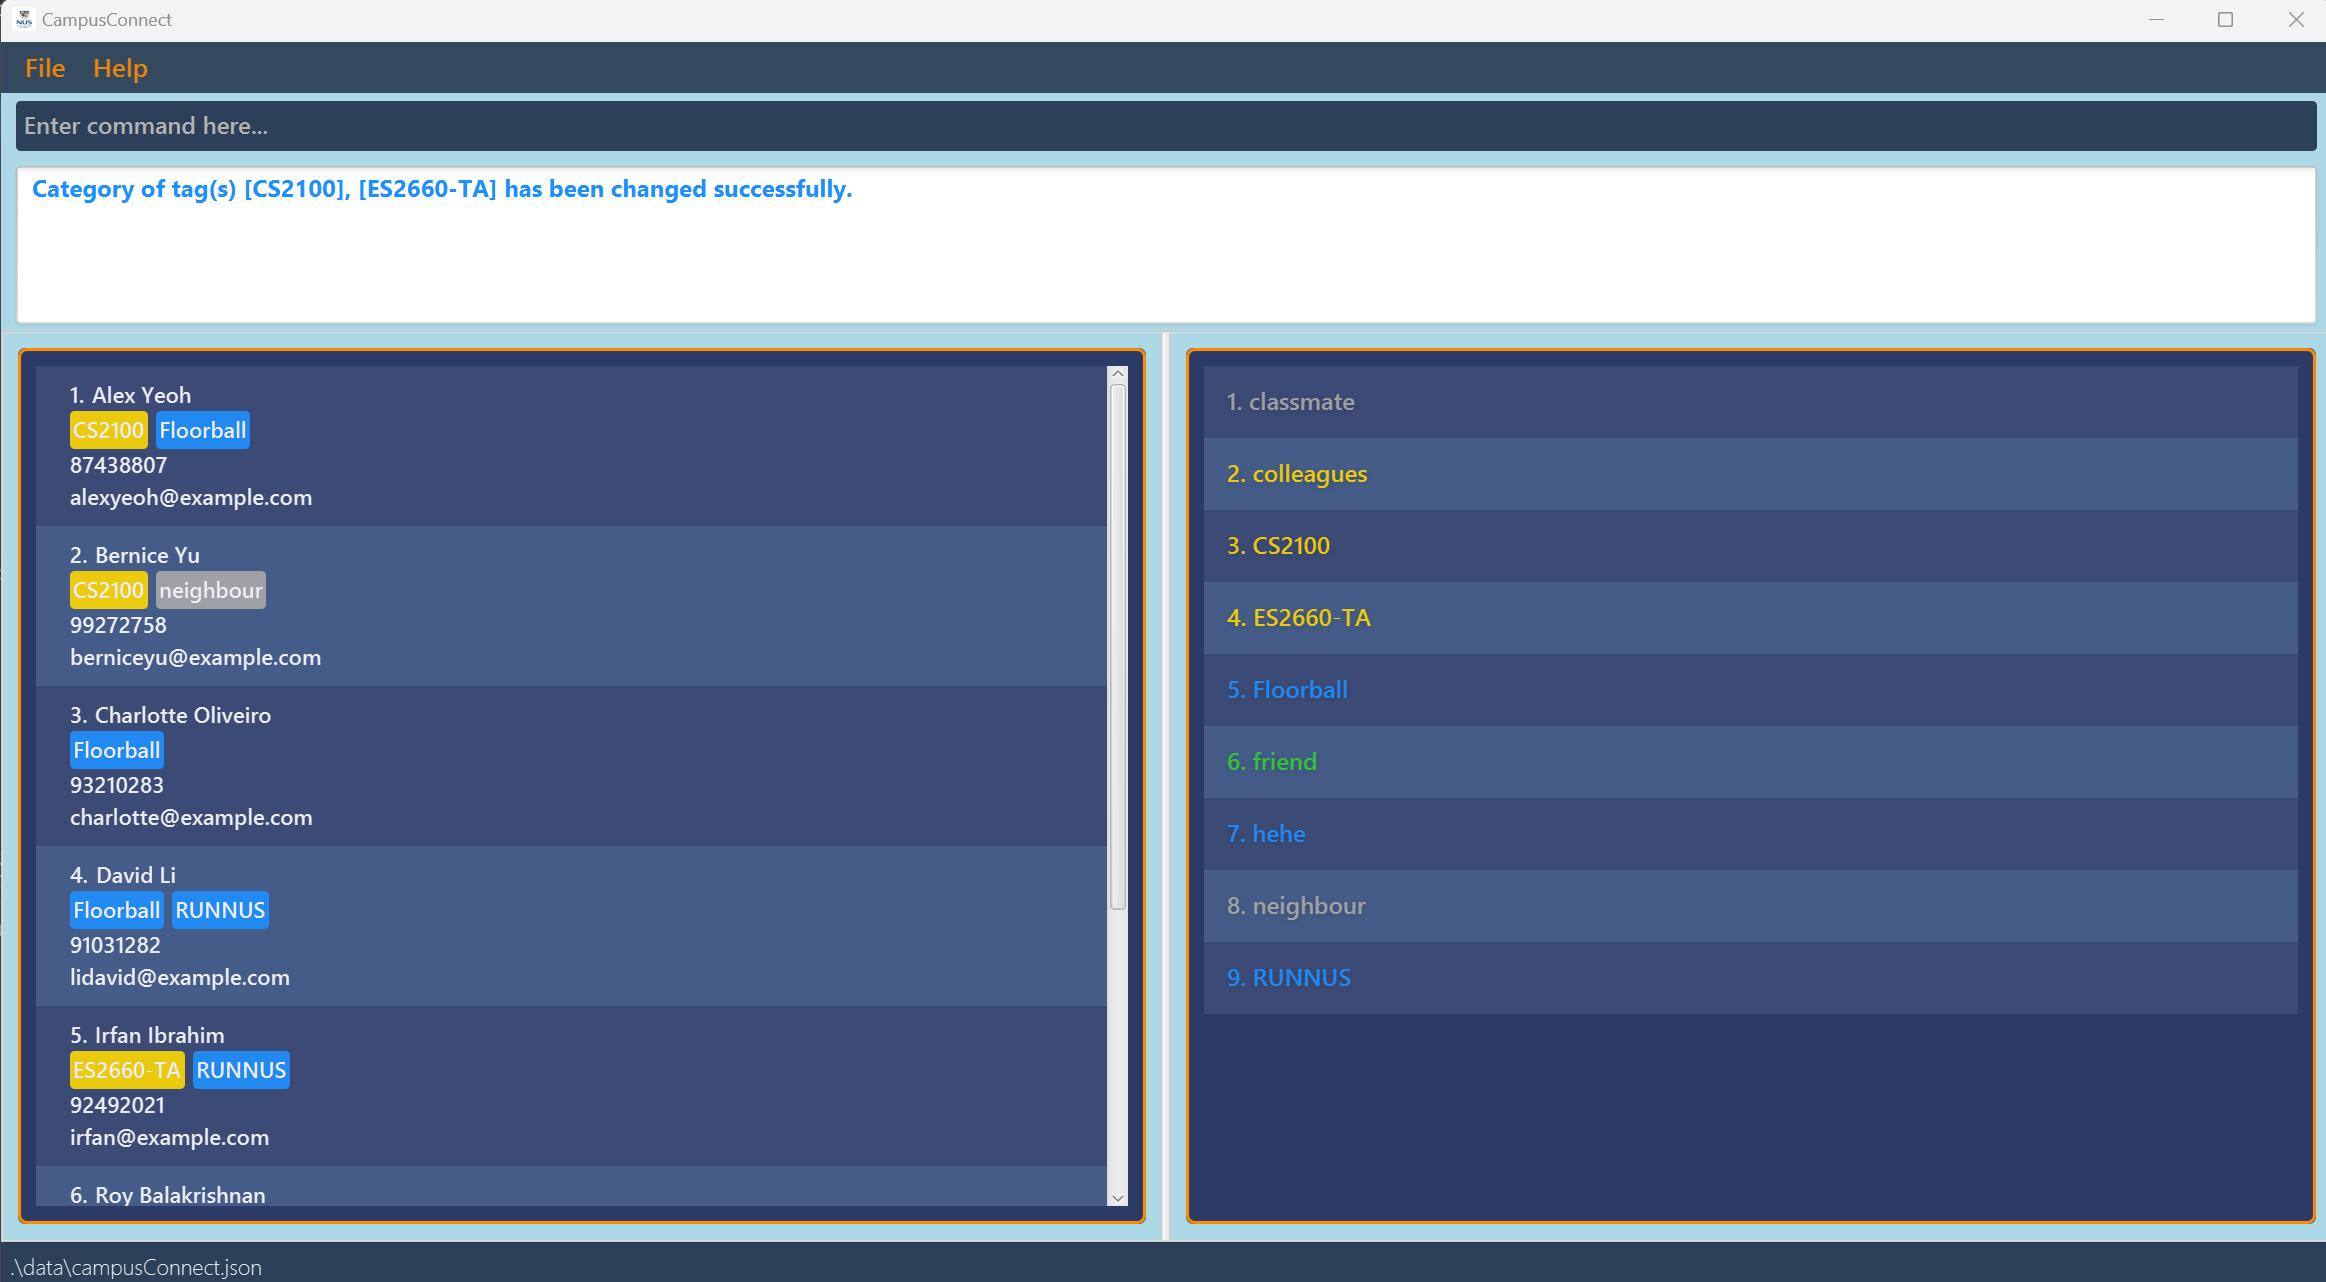 NUS
CampusConnect
File Help
Enter command here...
Category of tag(s) [CS2100], [ES2660-TA] has been changed successfully.
1. Alex Yeoh
CS2100 Floorball
87438807
alexyeoh@example.com
2. Bernice Yu
CS2100 neighbour
99272758
berniceyu@example.com
3. Charlotte Oliveiro
Floorball
93210283
charlotte@example.com
4. David Li
Floorball RUNNUS
91031282
lidavid@example.com
5. Irfan Ibrahim
ES2660-TA RUNNUS
92492021
irfan@example.com
6. Roy Balakrishnan
1. classmate
2. colleagues
3. CS2100
4. ES2660-TA
5. Floorball
6. friend
7. hehe
8. neighbour
9. RUNNUS
.\data\campusConnect.json